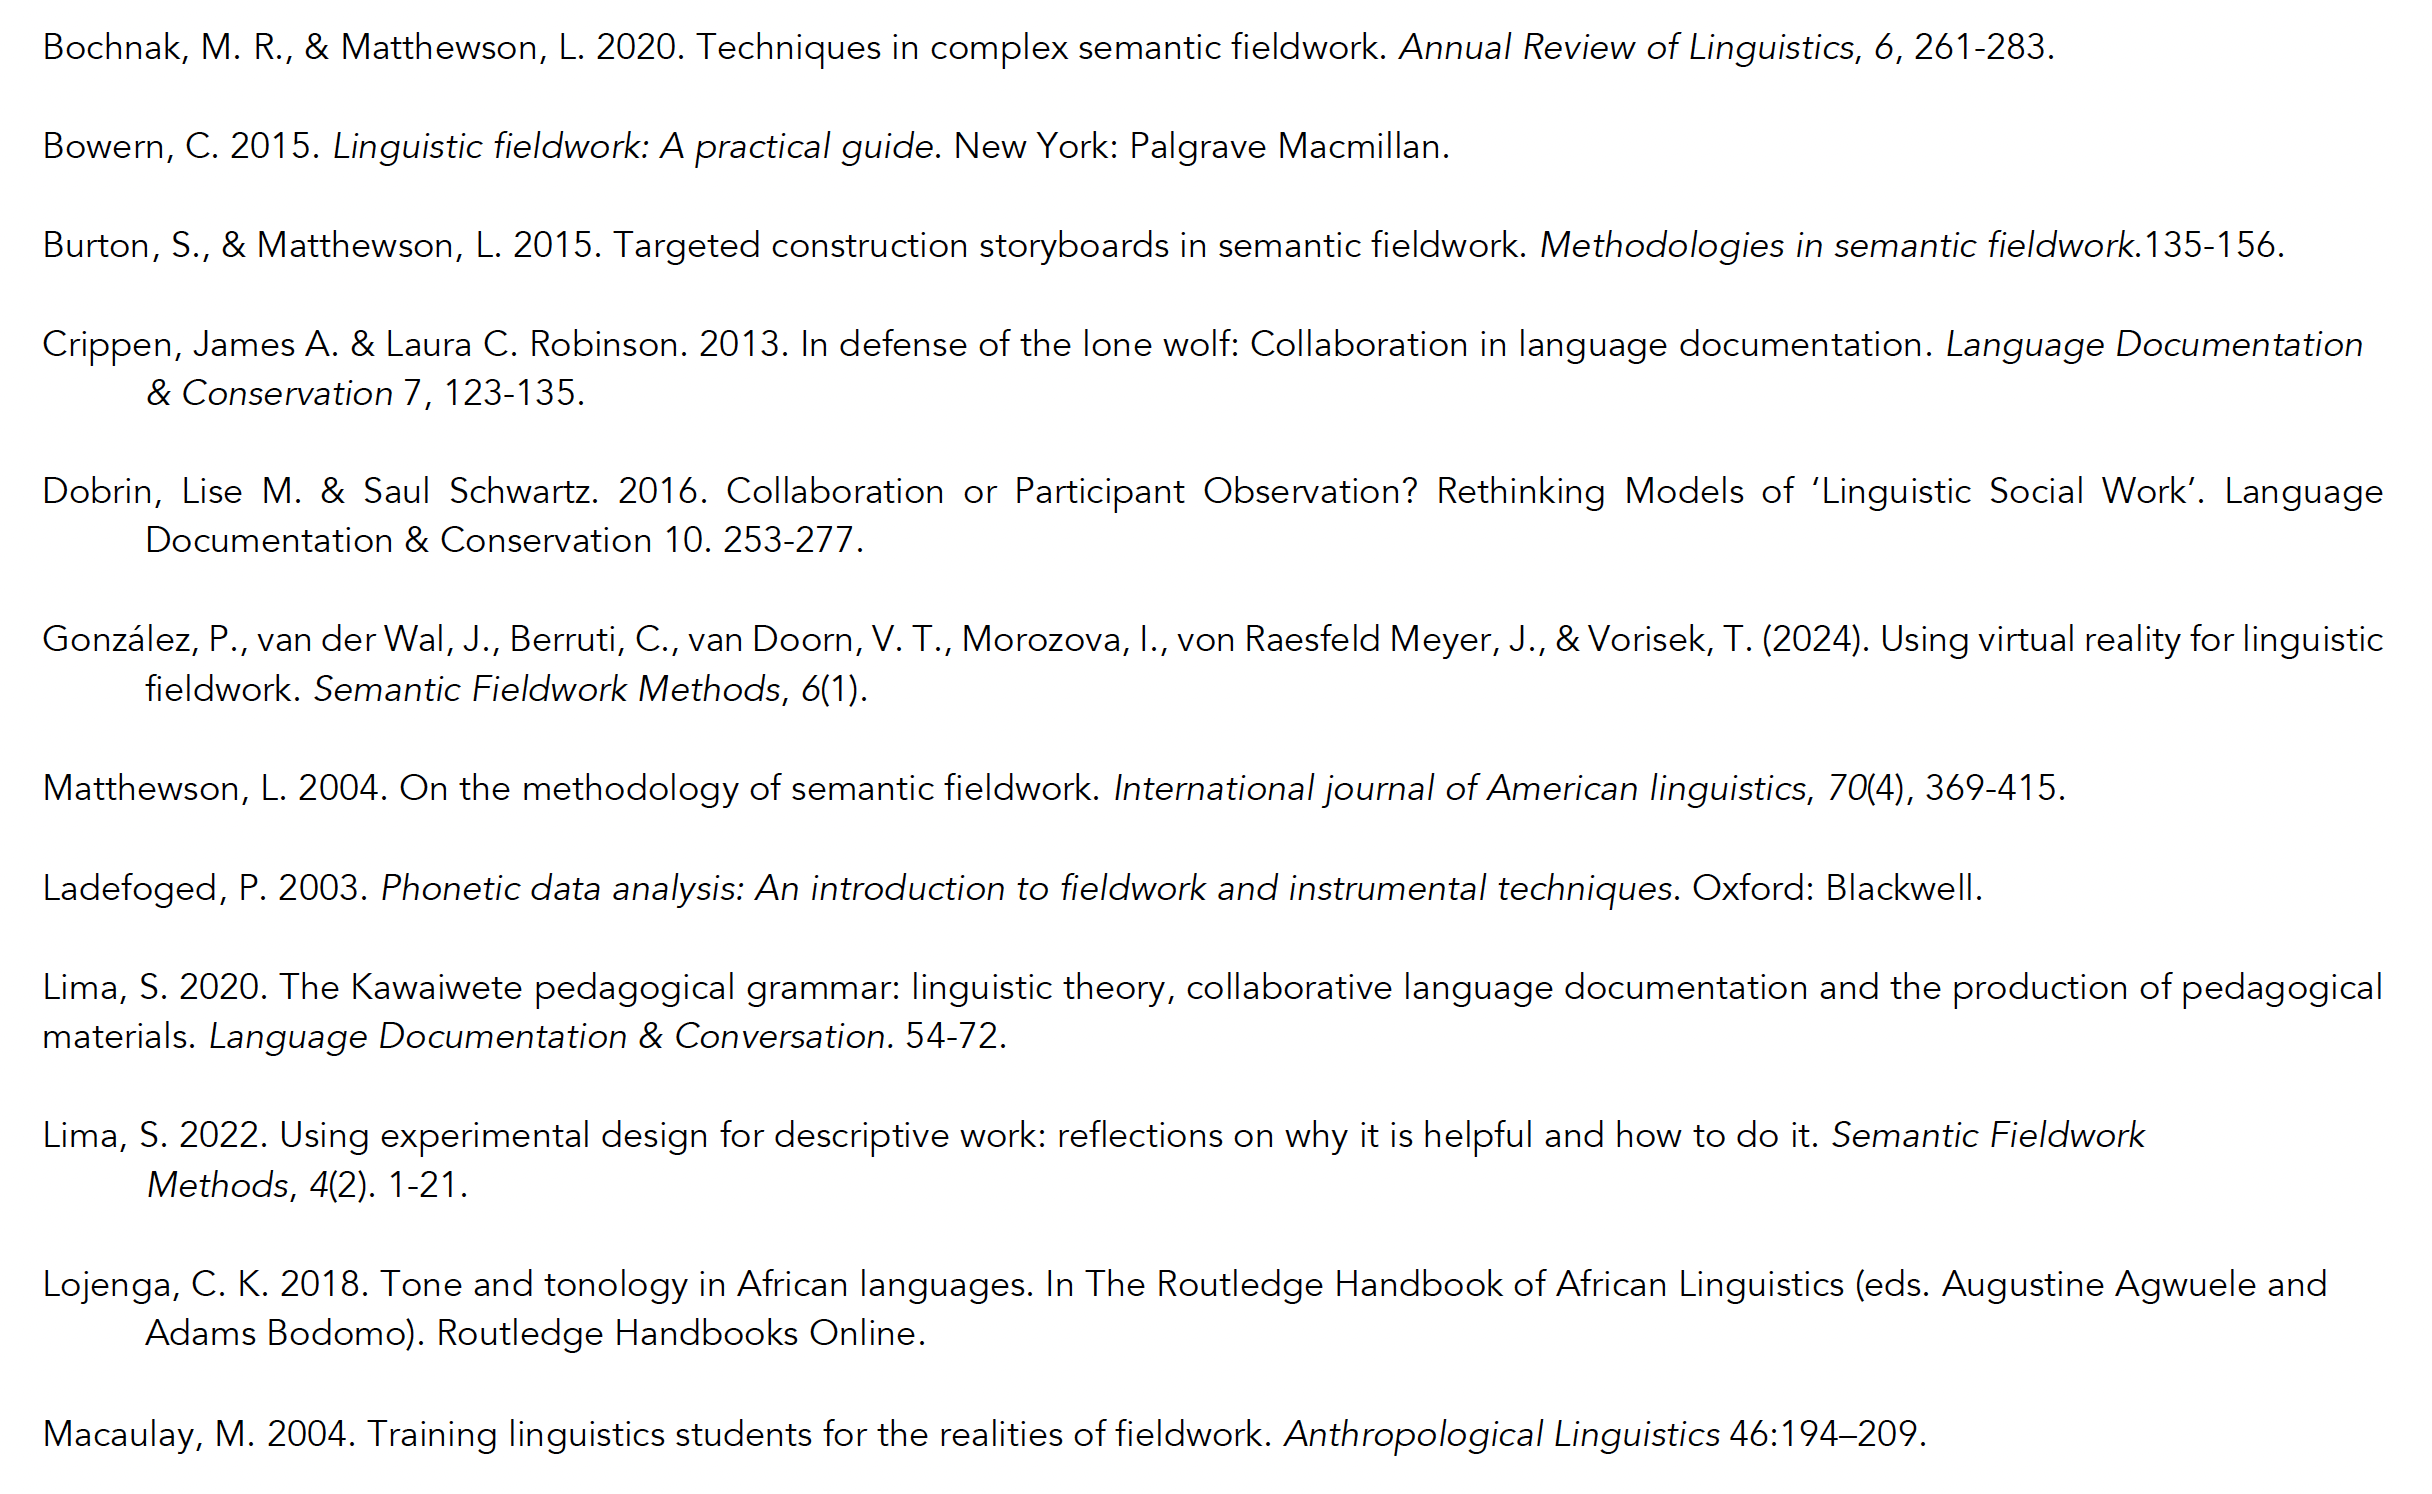 Bochnak, M. R., & Matthewson, L. 2020. Techniques in complex semantic fieldwork. Annual Review of Linguistics, 6, 261-283.
Bowern, C. 2015. Linguistic fieldwork: A practical guide. New York: Palgrave Macmillan.
Burton, S., & Matthewson, L. 2015. Targeted construction storyboards in semantic fieldwork. Methodologies in semantic fieldwork.135-156.
Crippen, James A. & Laura C. Robinson. 2013. In defense of the lone wolf: Collaboration in language documentation. Language Documentation
& Conservation 7, 123-135.
Dobrin, Lise M. & Saul Schwartz. 2016. Collaboration or Participant Observation? Rethinking Models of ‘Linguistic Social Work’. Language
Documentation & Conservation 10. 253-277.
González, P., van der Wal, J., Berruti, C., van Doorn, V. T., Morozova, I., von Raesfeld Meyer, J., & Vorisek, T. (2024). Using virtual reality for linguistic
fieldwork. Semantic Fieldwork Methods, 6(1).
Matthewson, L. 2004. On the methodology of semantic fieldwork. International journal of American linguistics, 70(4), 369-415.
Ladefoged, P. 2003. Phonetic data analysis: An introduction to fieldwork and instrumental techniques. Oxford: Blackwell.
Lima, S. 2020. The Kawaiwete pedagogical grammar: linguistic theory, collaborative language documentation and the production of pedagogical
materials. Language Documentation & Conversation. 54-72.
Lima, S. 2022. Using experimental design for descriptive work: reflections on why it is helpful and how to do it. Semantic Fieldwork
Methods, 4(2). 1-21.
Lojenga, C. K. 2018. Tone and tonology in African languages. In The Routledge Handbook of African Linguistics (eds. Augustine Agwuele and
Adams Bodomo). Routledge Handbooks Online.
Macaulay, M. 2004. Training linguistics students for the realities of fieldwork. Anthropological Linguistics 46:194–209.